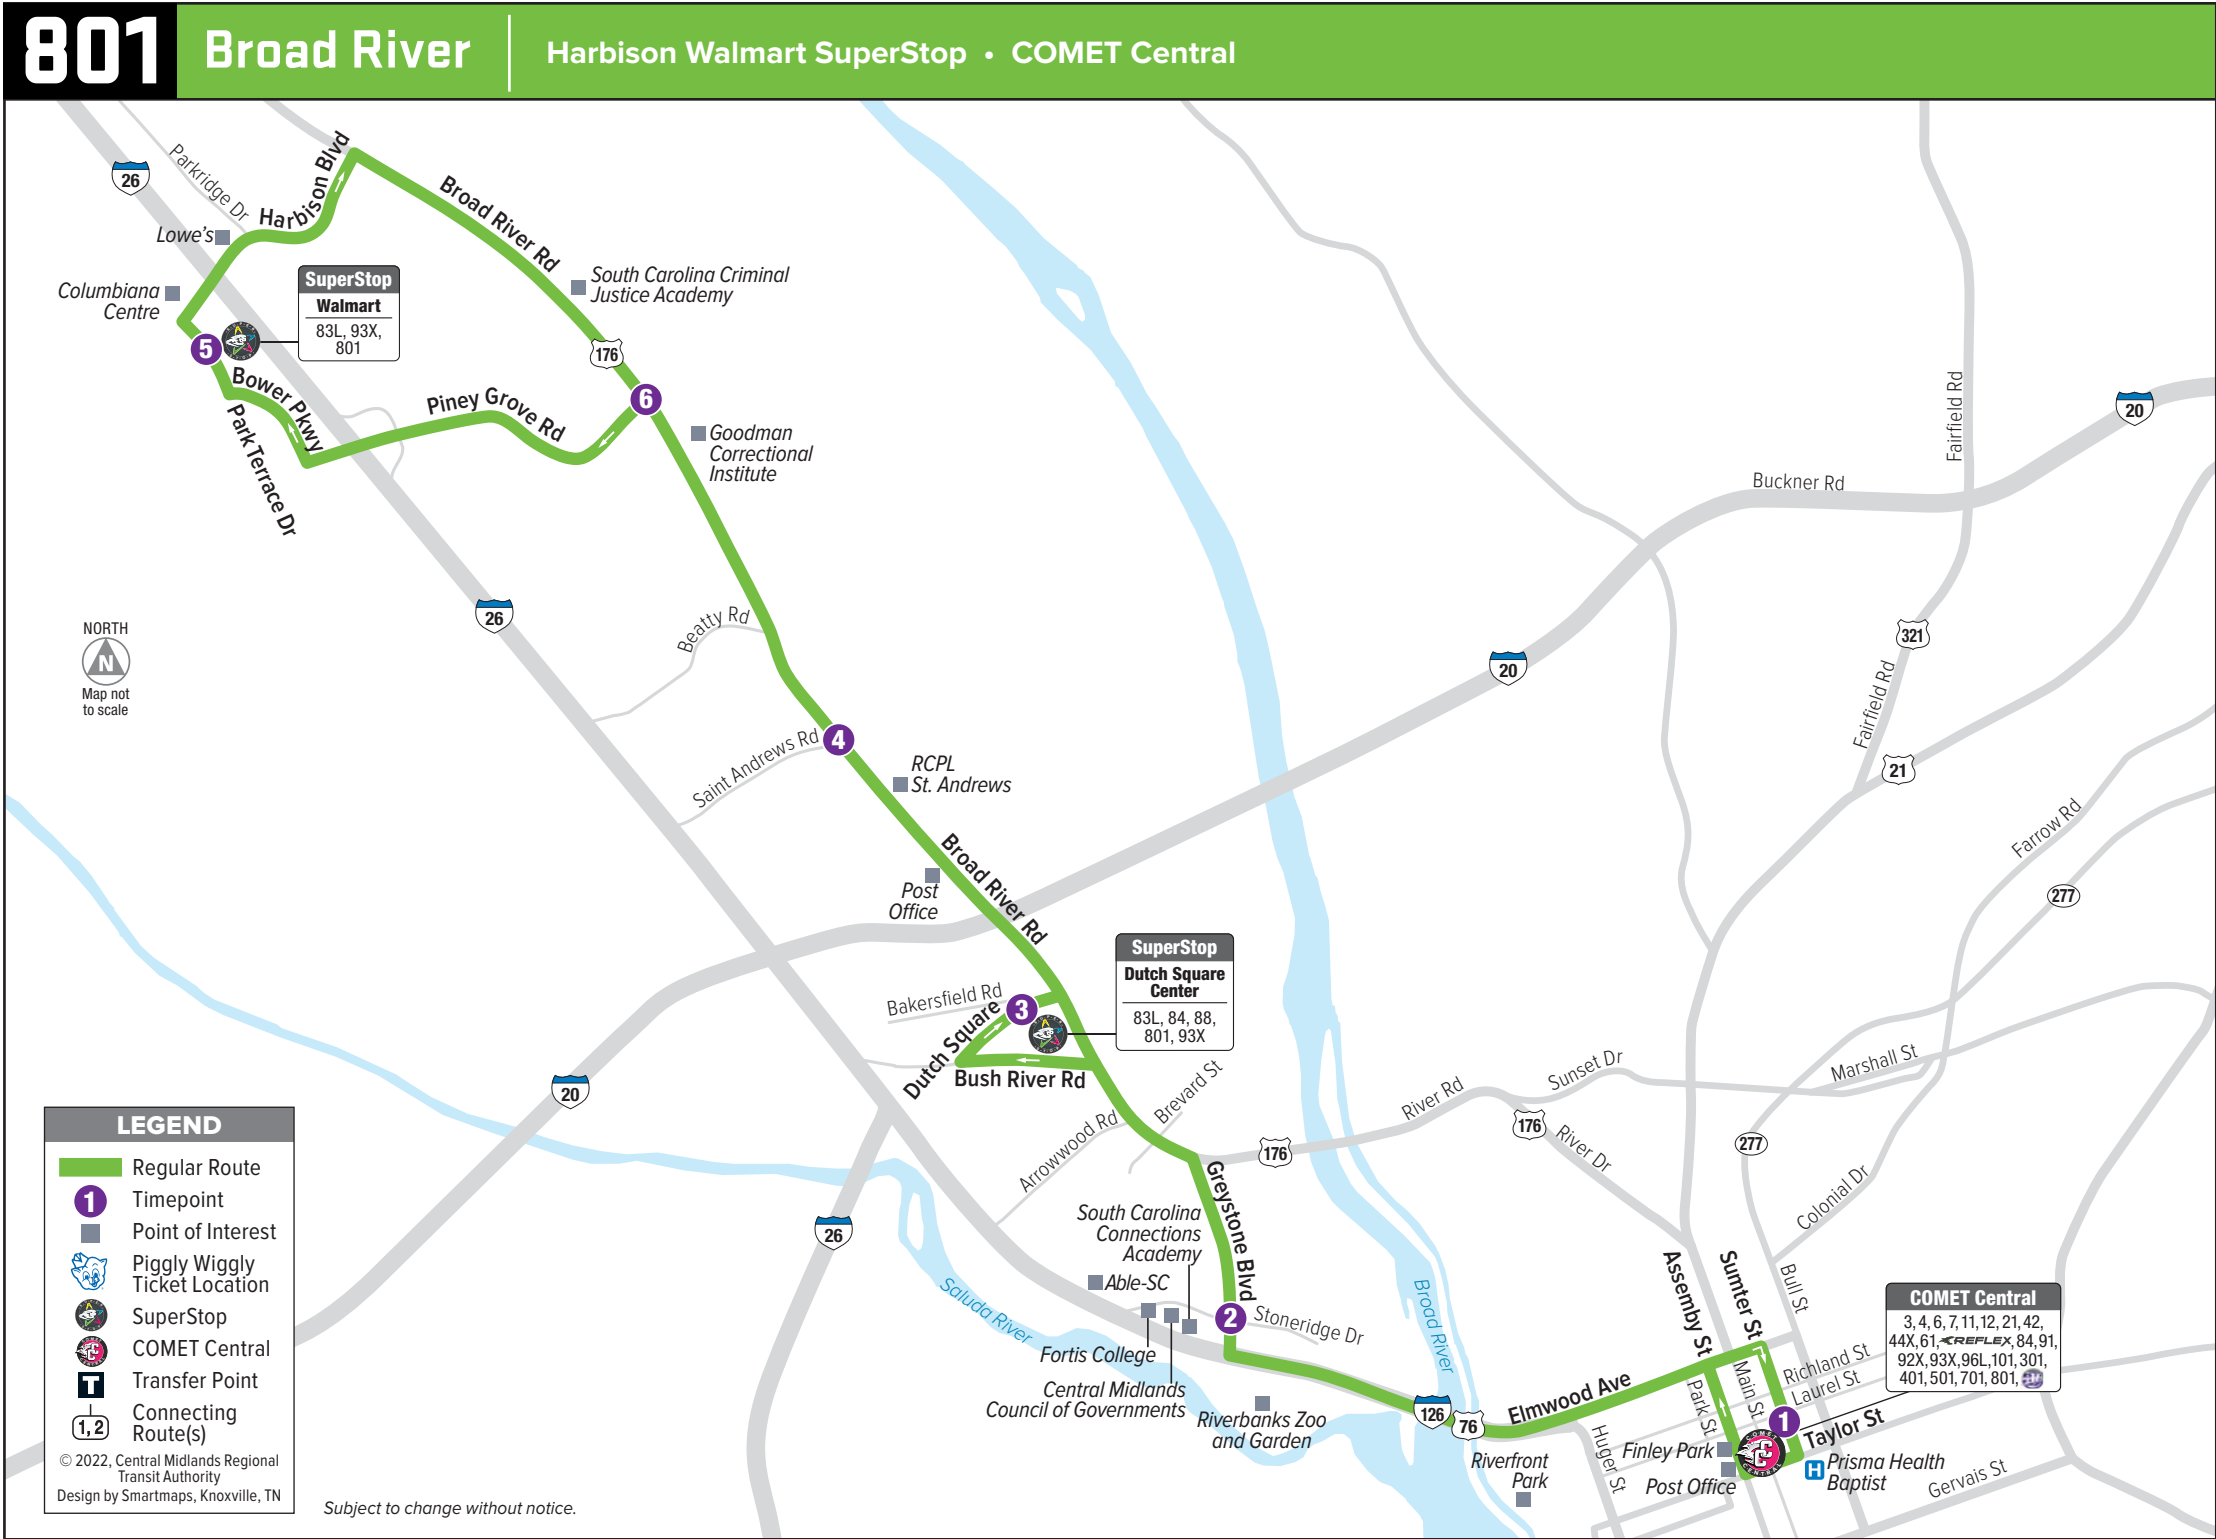 801 Broad River Harbison Walmart SuperStop • COMET Central
26
Parkridge Dr
Harbison Blvd
Broad River Rd
Lowe's
Columbiana
Centre
SuperStop
Walmart
83L, 93X,
801
South Carolina Criminal
Justice Academy
176
5
6
Bower Pkwy
Park Terrace Dr
Piney Grove Rd
Goodman
Correctional
Institute
Fairfield Rd
20
Buckner Rd
NORTH
N
Map not
to scale
26
Beatty Rd
20
321
Fairfield Rd
21
4
Saint Andrews Rd
RCPL
St. Andrews
Farrow Rd
277
Broad River Rd
Post
Office
SuperStop
Dutch Square
Center
83L, 84, 88,
801, 93X
Bakersfield Rd
3
Dutch Square
Bush River Rd
20
Brevard St
Arrowwood Rd
176
River Rd
Sunset Dr
Marshall St
176
River Dr
277
Colonial Dr
26
Greystone Blvd
South Carolina
Connections
Academy
Able-SC
2
Stoneridge Dr
Saluda River
Broad River
Fortis College
Central Midlands
Council of Governments
Riverbanks Zoo
and Garden
126
76
Elmwood Ave
Assemby St
Sumter St
Bull St
COMET Central
3, 4, 6, 7, 11, 12, 21, 42,
44X, 61, REFLEX, 84, 91,
92X, 93X, 96L, 101, 301,
401, 501, 701, 801,
Richland St
Laurel St
Main St
Park St
1
Taylor St
Huger St
Finley Park
Post Office
COMET
CENTRAL
H
Prisma Health
Baptist
Gervais St
Riverfront
Park
LEGEND
Regular Route
1 Timepoint
Point of Interest
Piggly Wiggly
Ticket Location
SuperStop
COMET Central
T Transfer Point
1, 2 Connecting
Route(s)
© 2022, Central Midlands Regional
Transit Authority
Design by Smartmaps, Knoxville, TN
Subject to change without notice.